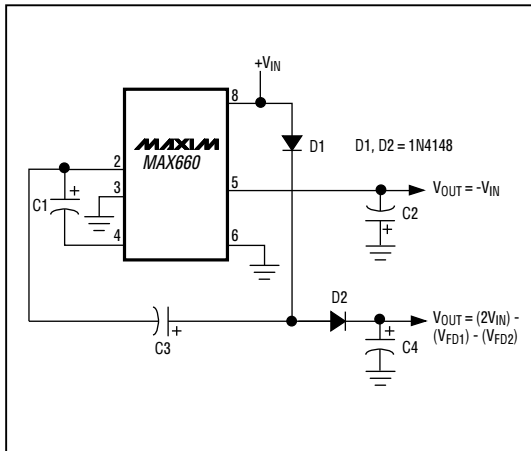 +VIN
8
MAXIM
MAX660
D1
D1, D2 = 1N4148
2
+
C1
3
4
5
VOUT = -VIN
C2
+
6
D2
C3
+
+
C4
VOUT = (2VIN) -
(VFD1) - (VFD2)